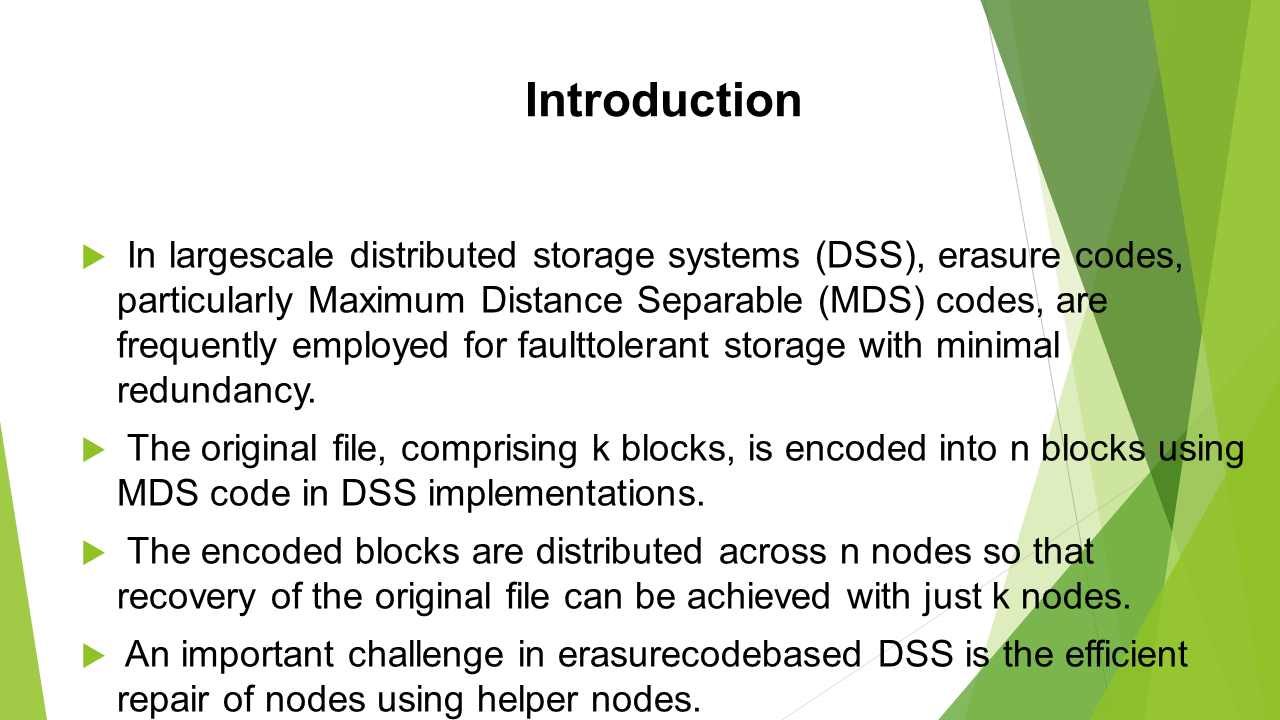 Introduction
In largescale distributed storage systems (DSS), erasure codes,
particularly Maximum Distance Separable (MDS) codes, are
frequently employed for faulttolerant storage with minimal
redundancy.
The original file, comprising k blocks, is encoded into n blocks using
MDS code in DSS implementations.
The encoded blocks are distributed across n nodes so that
recovery of the original file can be achieved with just k nodes.
An important challenge in erasurecodebased DSS is the efficient
repair of nodes using helper nodes.